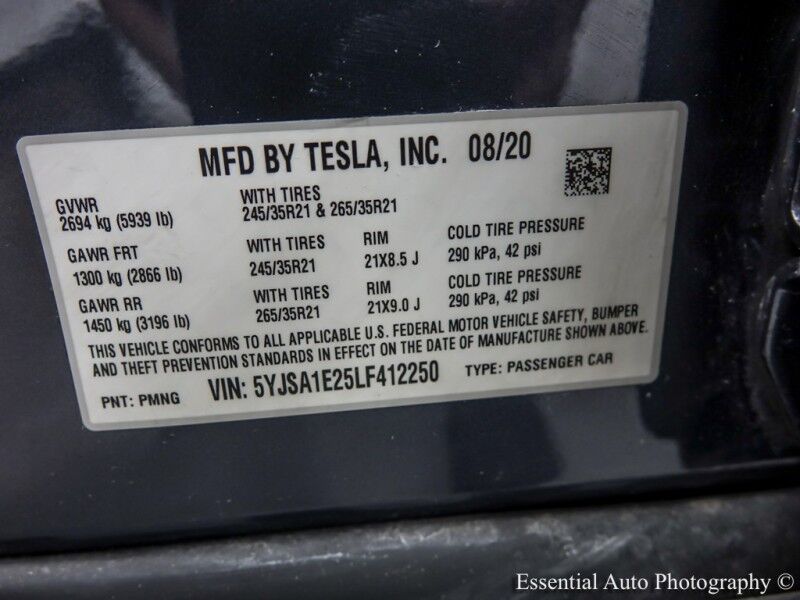 MFD BY TESLA, INC. 08/20
GVWR
2694 kg (5939 lb)
WITH TIRES
245/35R21 & 265/35R21
GAWR FRT
1300 kg (2866 lb)
WITH TIRES
245/35R21
RIM
21X8.5 J
COLD TIRE PRESSURE
290 kPa, 42 psi
GAWR RR
1450 kg (3196 lb)
WITH TIRES
265/35R21
RIM
21X9.0 J
COLD TIRE PRESSURE
290 kPa, 42 psi
THIS VEHICLE CONFORMS TO ALL APPLICABLE U.S. FEDERAL MOTOR VEHICLE SAFETY, BUMPER
AND THEFT PREVENTION STANDARDS IN EFFECT ON THE DATE OF MANUFACTURE SHOWN ABOVE.
PNT: PMNG VIN: 5YJSA1E25LF412250 TYPE: PASSENGER CAR
Essential Auto Photography ©